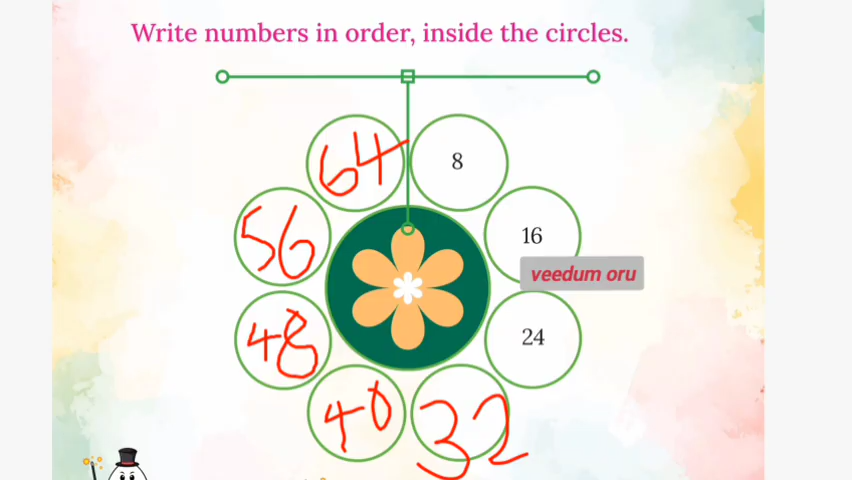 Write numbers in order, inside the circles.
64 8
56 16
veedum oru
48 24
40 32